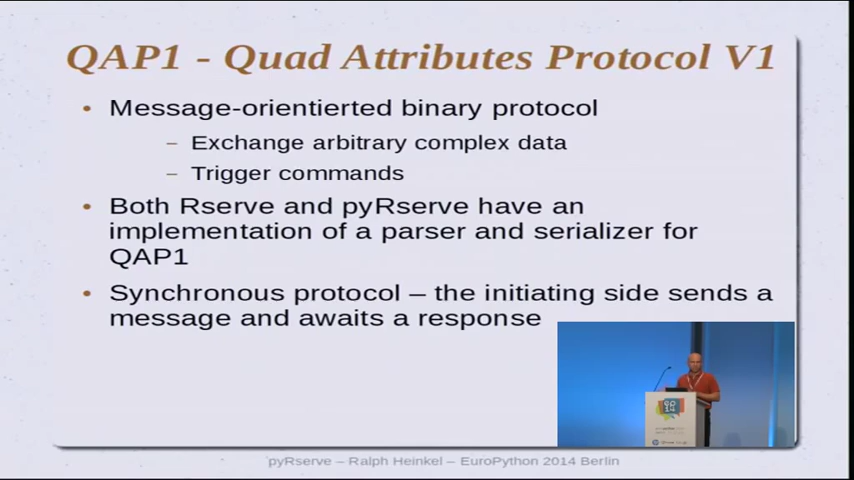 QAP1 - Quad Attributes Protocol V1
• Message-orientierted binary protocol
– Exchange arbitrary complex data
– Trigger commands
• Both Rserve and pyRserve have an
implementation of a parser and serializer for
QAP1
• Synchronous protocol – the initiating side sends a
message and awaits a response
pyRserve – Ralph Heinkel – EuroPython 2014 Berlin